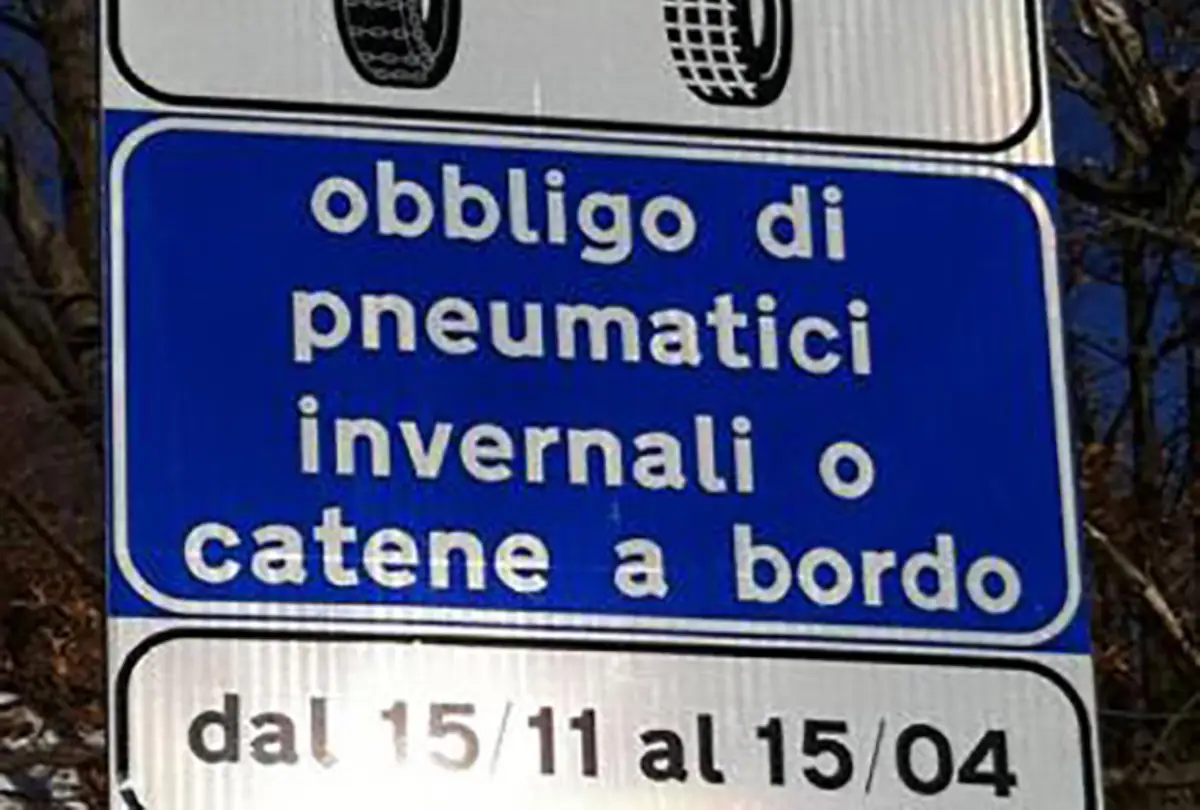 obbligo di
pneumatici
invernali o
catene a bordo
dal 15/11 al 15/04